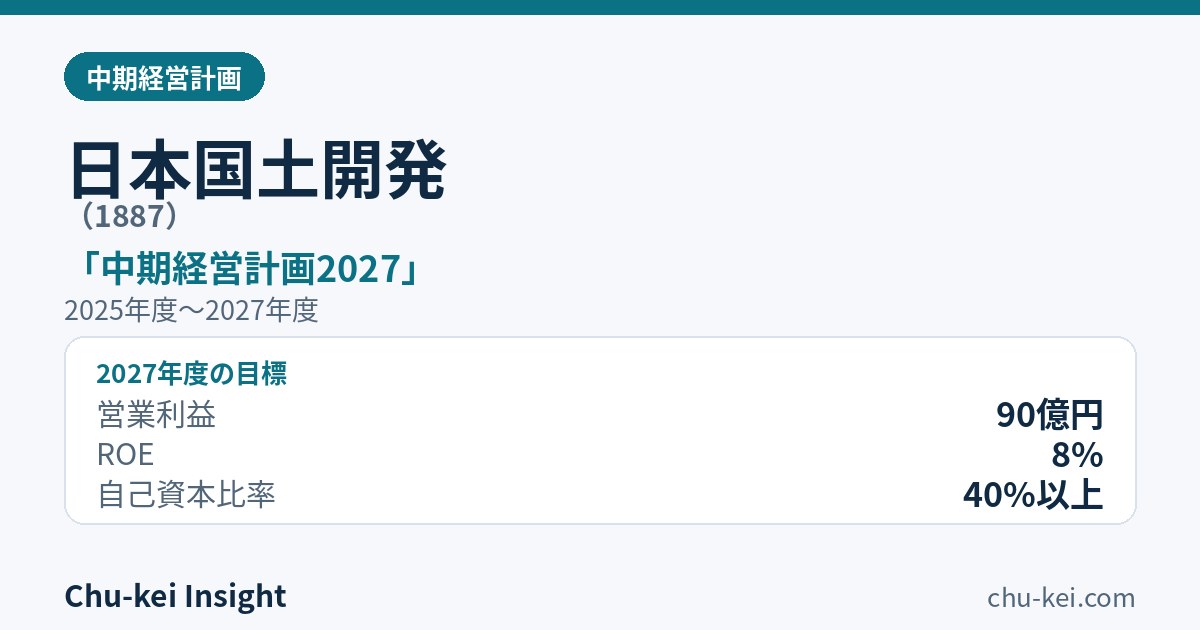 中期経営計画
日本国土開発
（1887）
「中期経営計画2027」
2025年度〜2027年度
2027年度の目標
営業利益 90億円
ROE 8%
自己資本比率 40%以上
Chu-kei Insight chu-kei.com